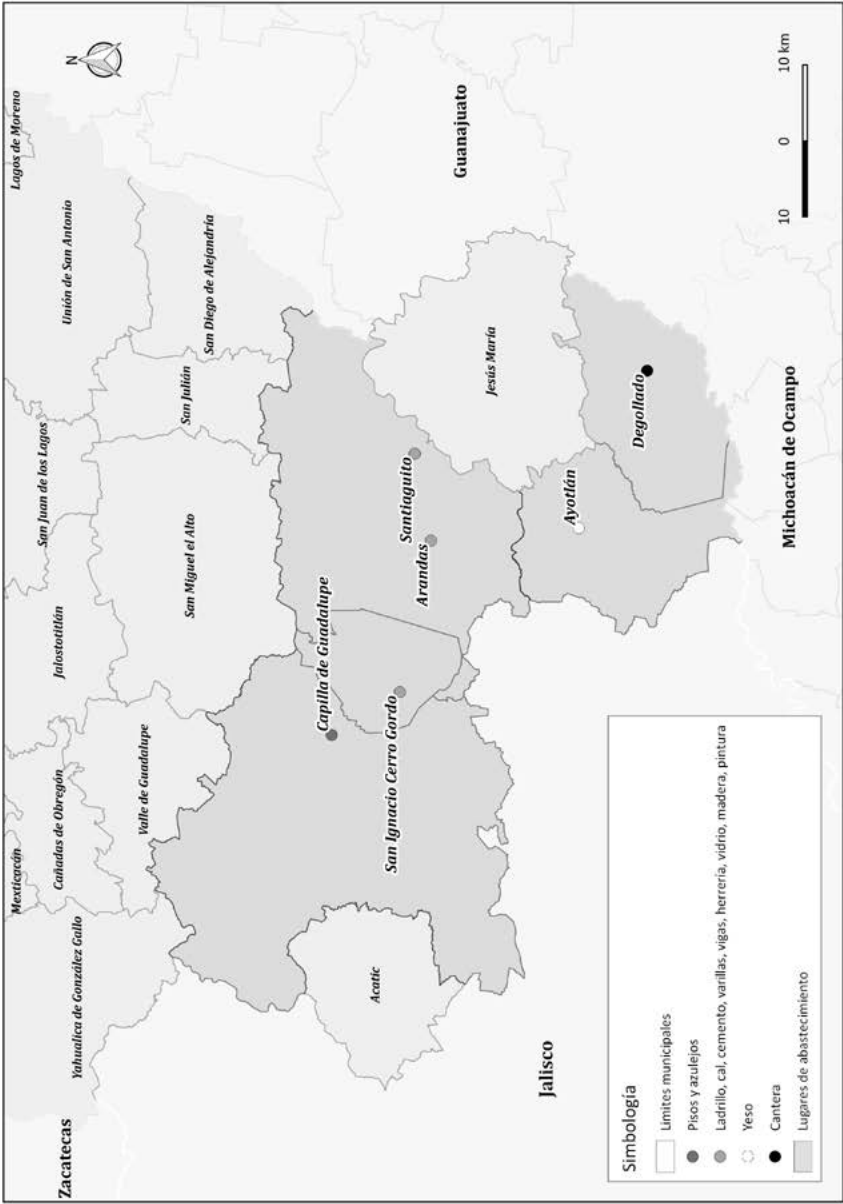 Zacatecas
Yahualica de González Gallo
Mexticacán
Cañadas de Obregón
Valle de Guadalupe
Jalostotitlán
San Juan de los Lagos
San Miguel el Alto
San Julián
Unión de San Antonio
San Diego de Alejandría
Lagos de Moreno
N
Acatic
Capilla de Guadalupe
San Ignacio Cerro Gordo
Arandas
Santiaguito
Jesús María
Guanajuato
Ayotlán
Degollado
Jalisco
Michoacán de Ocampo
10 0 10 km
Simbología
Límites municipales
Pisos y azulejos
Ladrillo, cal, cemento, varillas, vigas, herrería, vidrio, madera, pintura
Yeso
Cantera
Lugares de abastecimiento